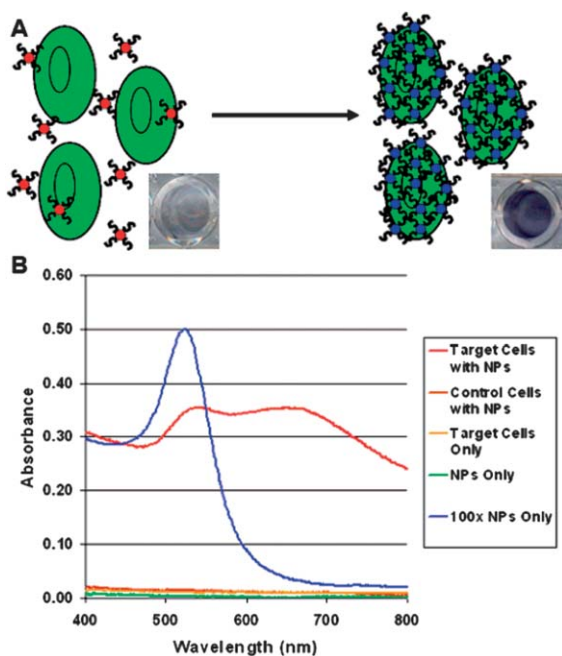 A
B
0.60
0.50
0.40
0.30
0.20
0.10
0.00
Absorbance
400
500
600
700
800
Wavelength (nm)
Target Cells
with NPs
Control Cells
with NPs
Target Cells
Only
NPs Only
100x NPs Only